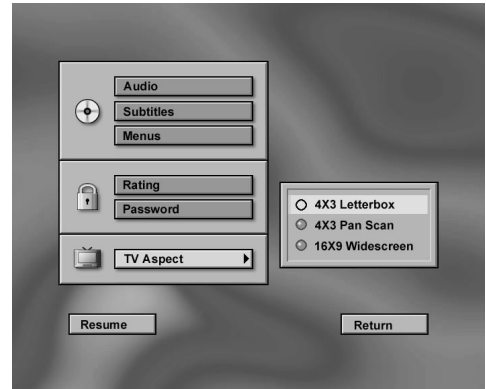 Audio
Subtitles
Menus
Rating
Password
TV Aspect
4X3 Letterbox
4X3 Pan Scan
16X9 Widescreen
Resume
Return